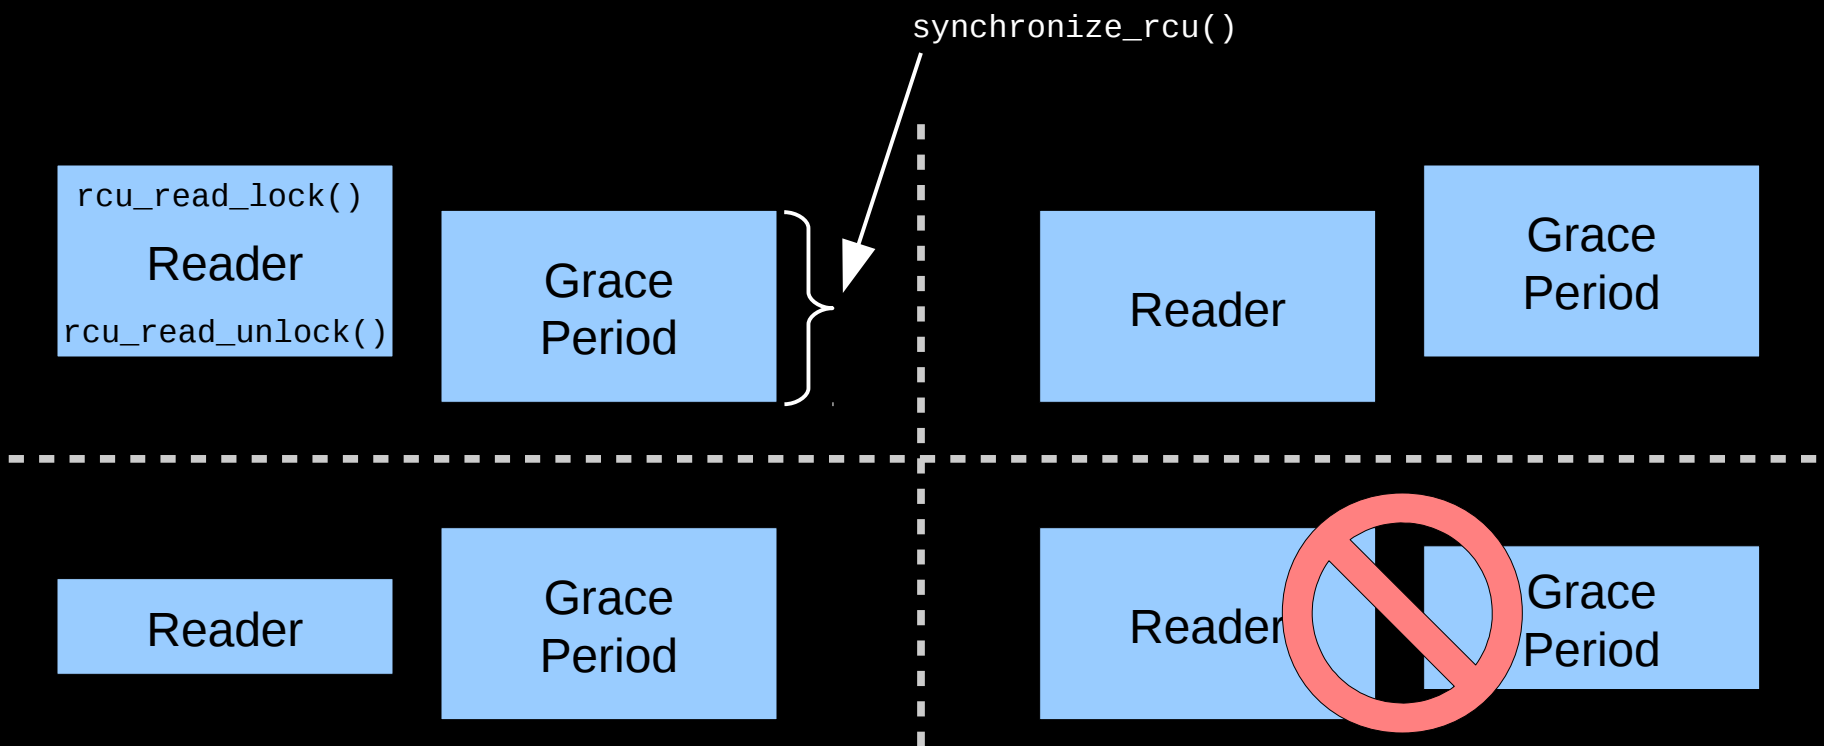 synchronize_rcu()
rcu_read_lock()
Reader
rcu_read_unlock()
Grace
Period
Reader
Grace
Period
Reader
Grace
Period
Reader
Grace
Period